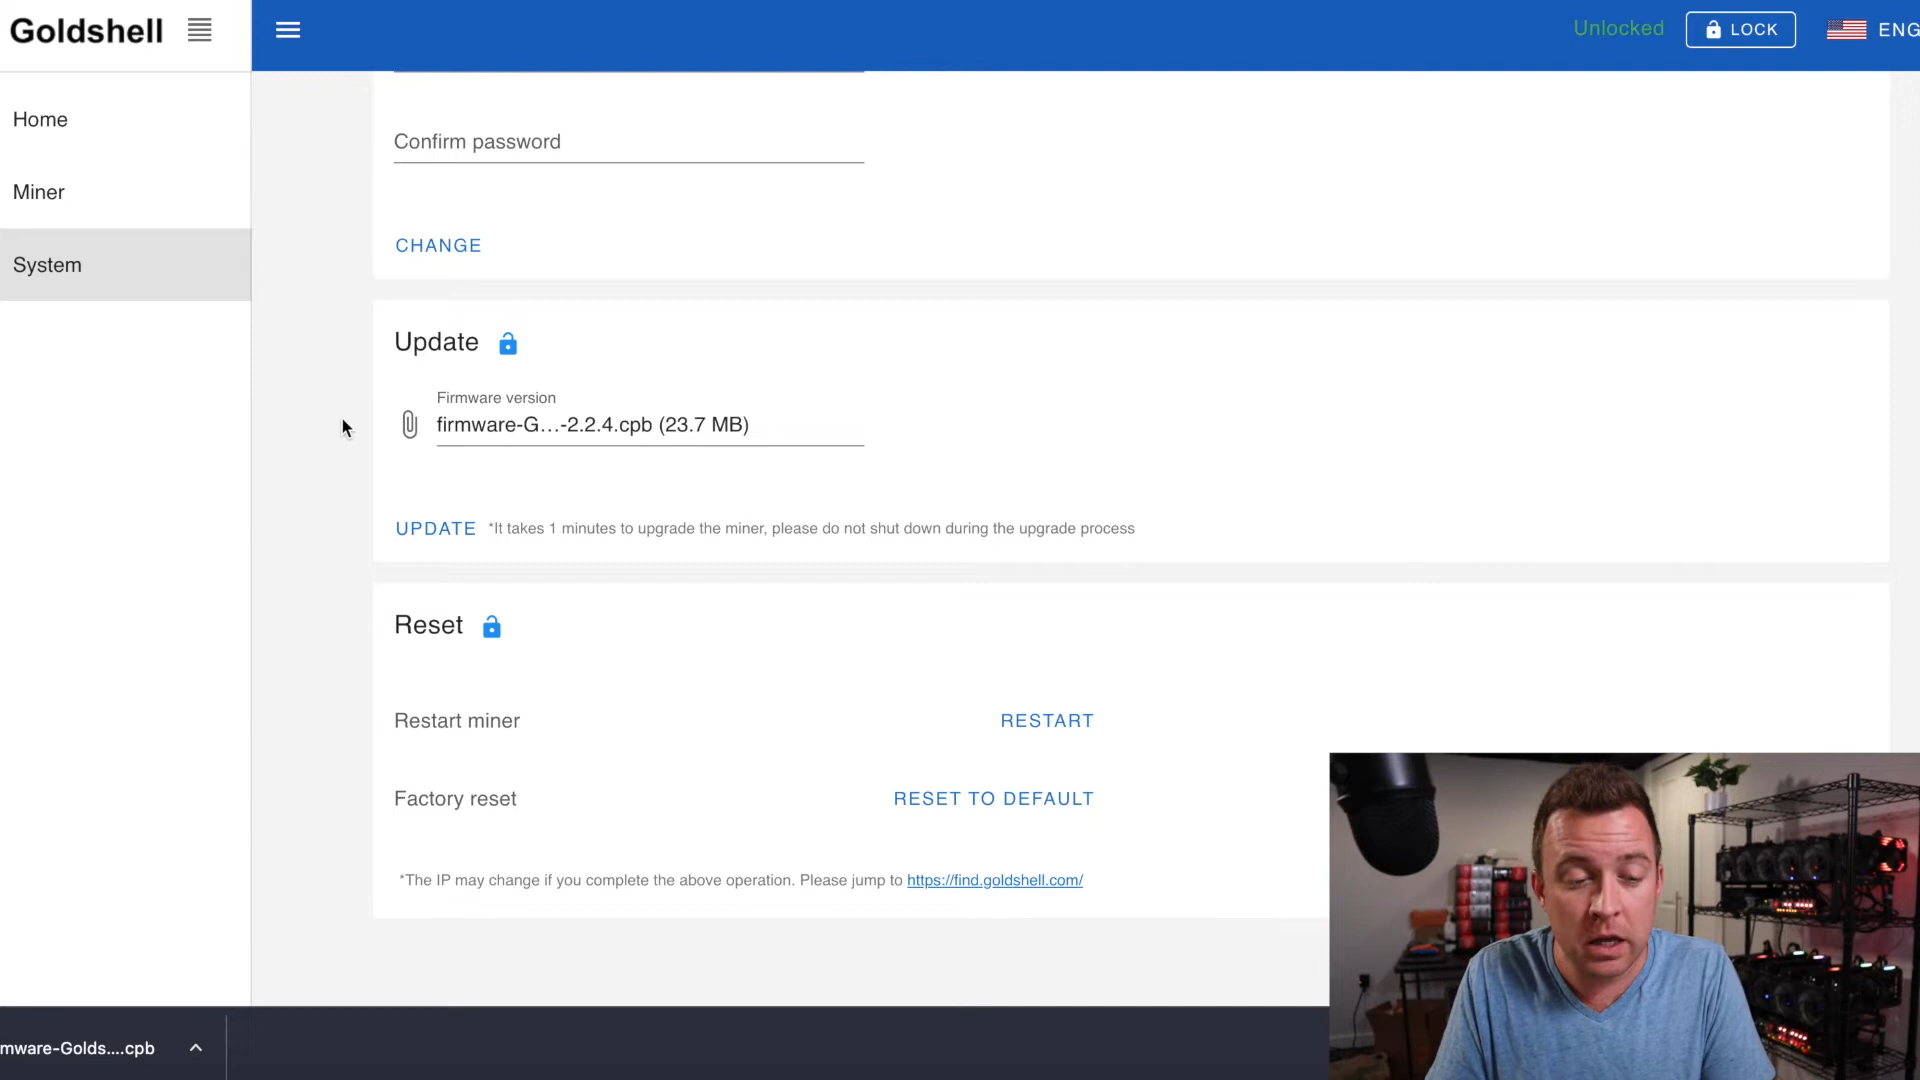 Goldshell
Unlocked
LOCK
ENG
Home
Miner
System
Confirm password
CHANGE
Update
Firmware version
firmware-G...-2.2.4.cpb (23.7 MB)
UPDATE *It takes 1 minutes to upgrade the miner, please do not shut down during the upgrade process
Reset
Restart miner RESTART
Factory reset RESET TO DEFAULT
*The IP may change if you complete the above operation. Please jump to https://find.goldshell.com/
mware-Golds....cpb